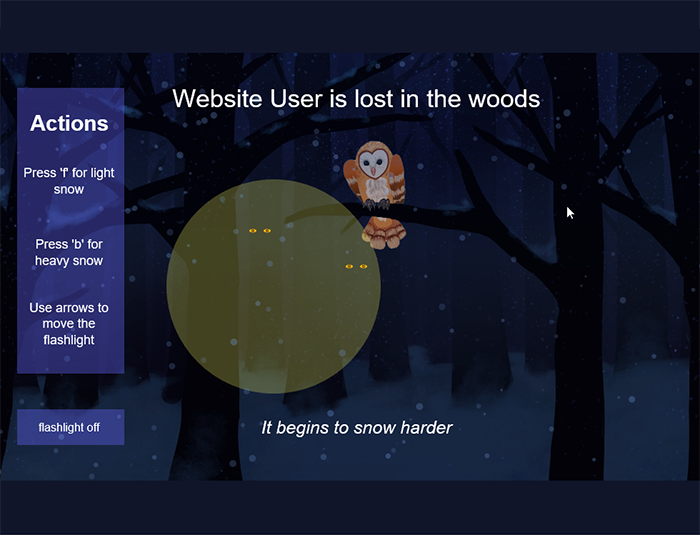 Website User is lost in the woods
Actions
Press 'f' for light
snow
Press 'b' for
heavy snow
Use arrows to
move the
flashlight
flashlight off
It begins to snow harder